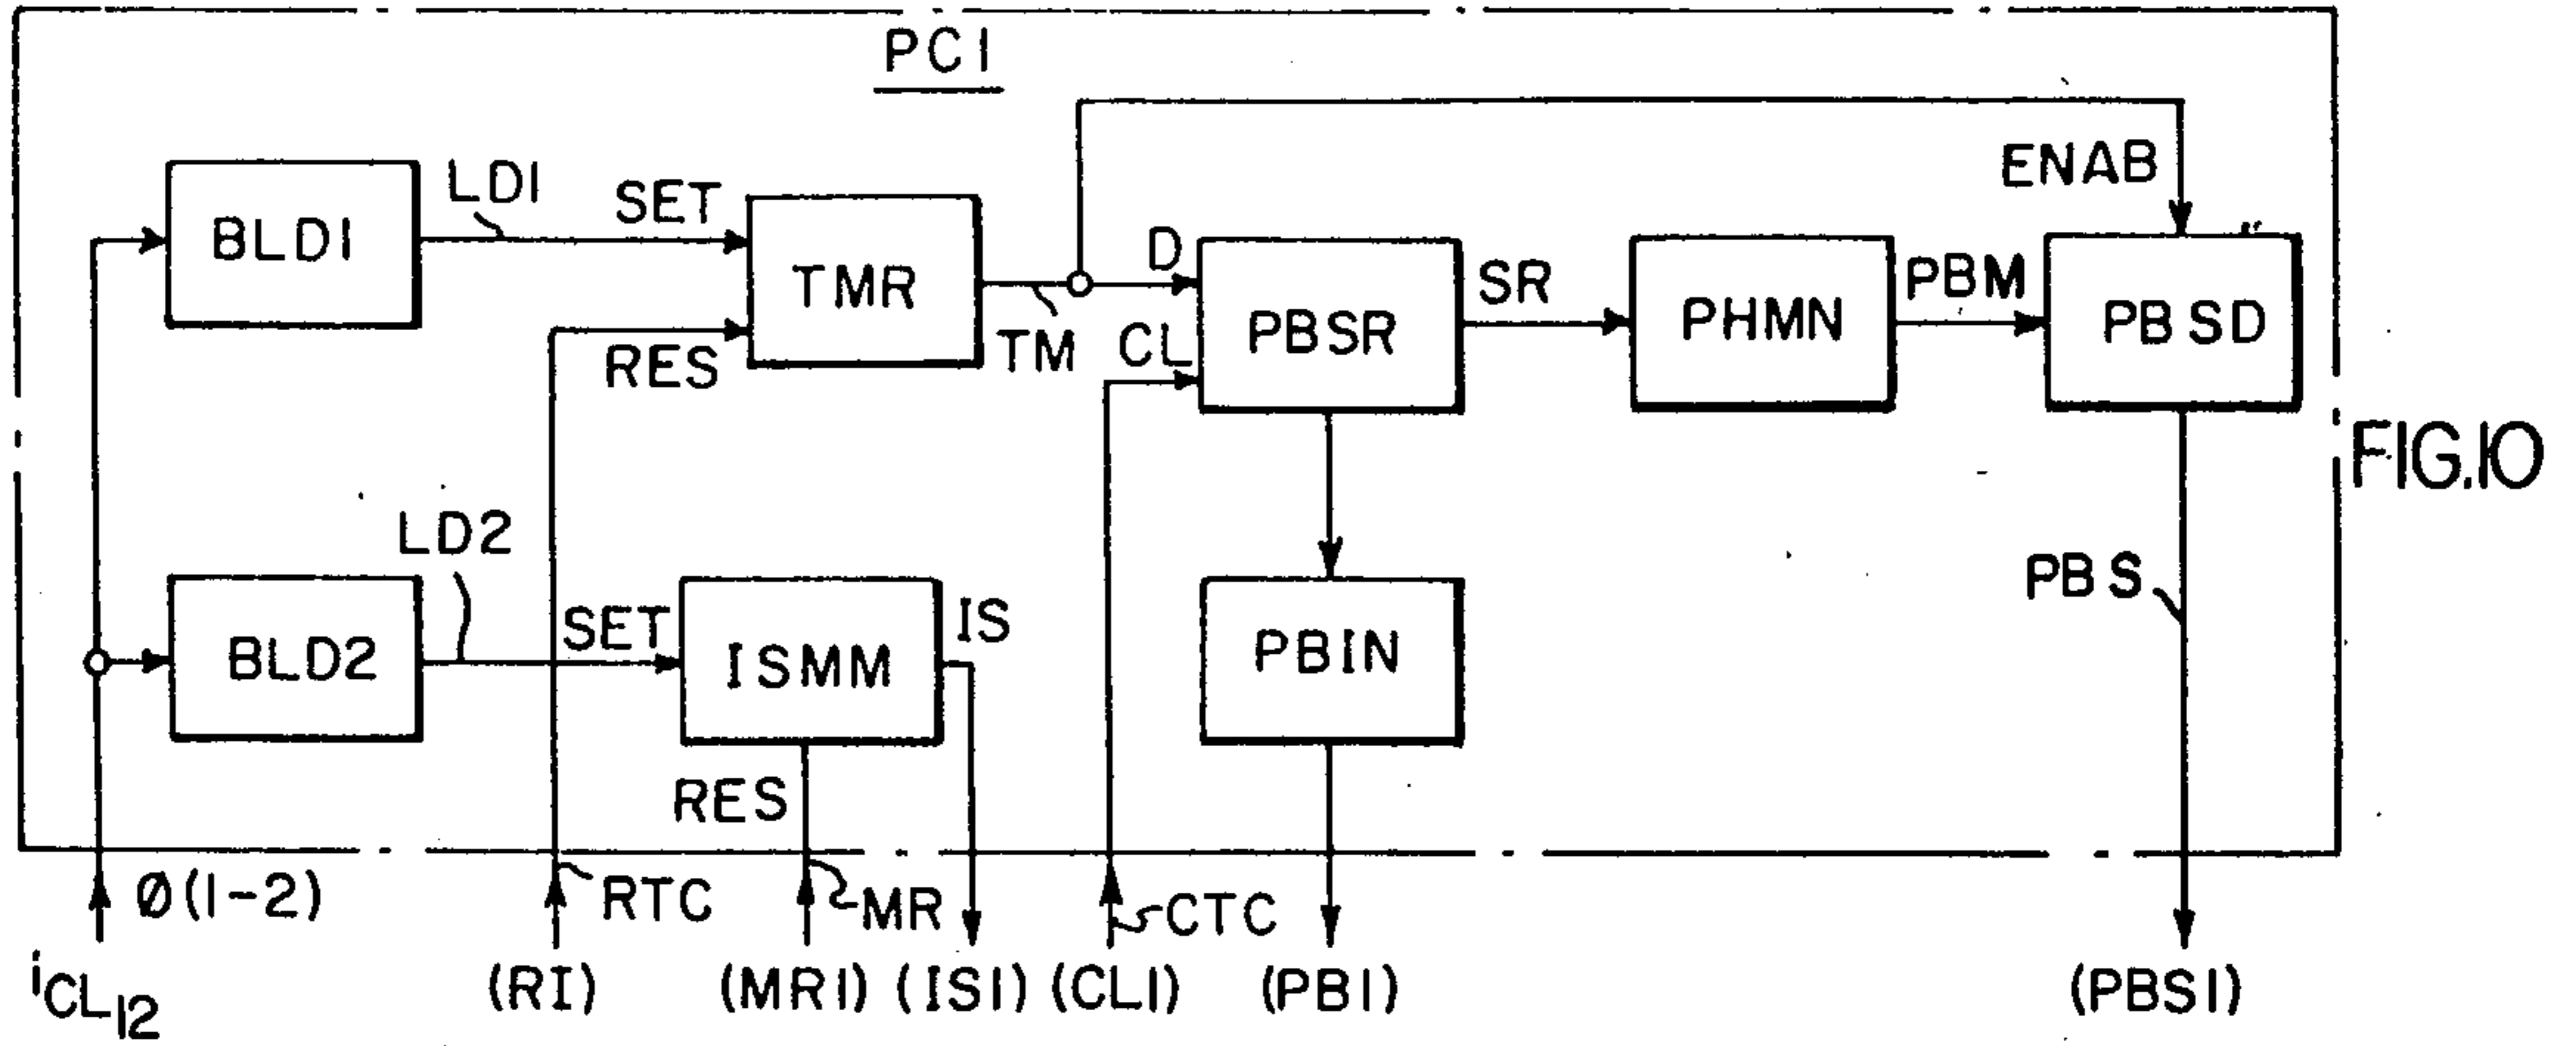 PC1
ENAB
LD1
SET
BLD1
TMR
D
SR
PBM
PHMN
PBSD
PBSR
RES
TM
CL
FIG.10
LD2
SET
IS
PBS
BLD2
ISMM
PBIN
RES
Ø(1-2)
RTC
MR
CTC
iCL12
(RI)
(MR1)
(IS1)
(CL1)
(PB1)
(PBS1)